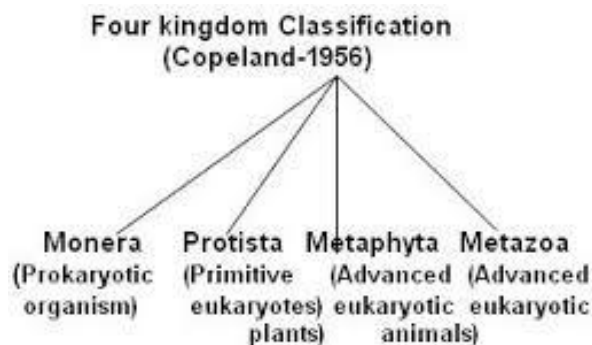 Four kingdom Classification
(Copeland-1956)
Monera Protista Metaphyta Metazoa
(Prokaryotic (Primitive (Advanced (Advanced
organism) eukaryotes) eukaryotic eukaryotic
plants) animals)